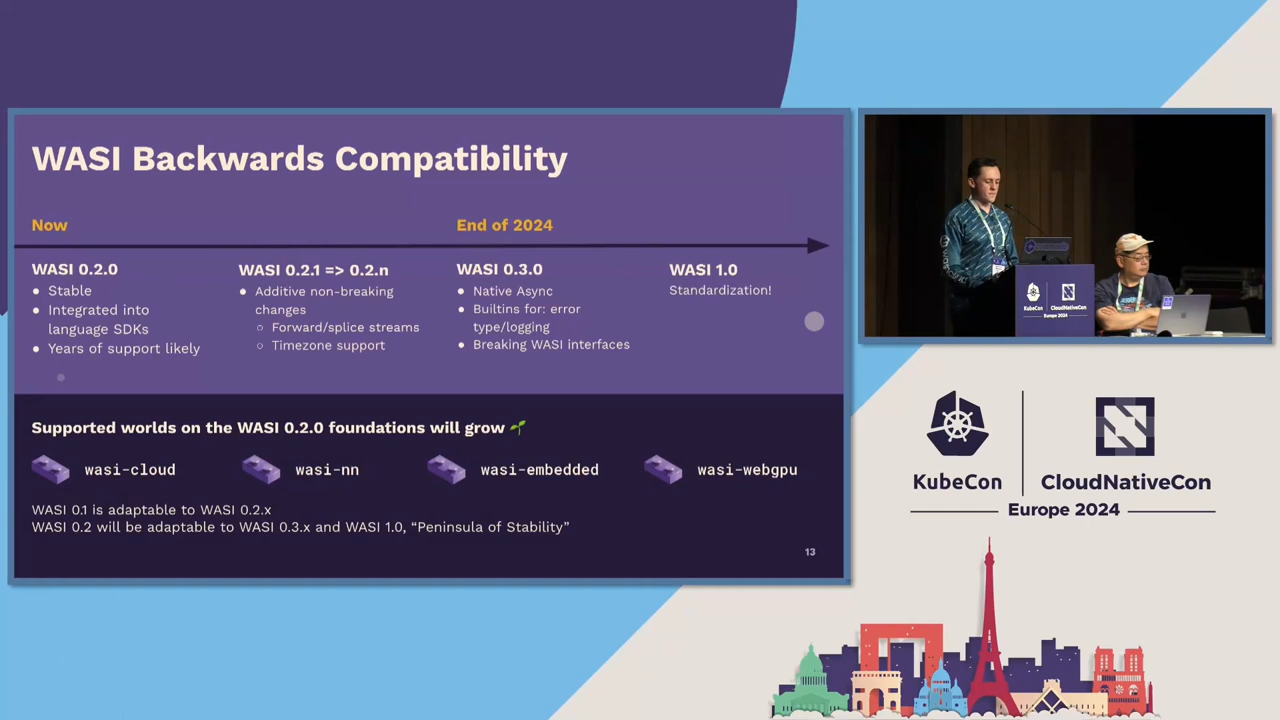 WASI Backwards Compatibility
Now
End of 2024
WASI 0.2.0
● Stable
● Integrated into
language SDKs
● Years of support likely
WASI 0.2.1 => 0.2.n
● Additive non-breaking
changes
○ Forward/splice streams
○ Timezone support
WASI 0.3.0
● Native Async
● Builtins for: error
type/logging
● Breaking WASI interfaces
WASI 1.0
Standardization!
Supported worlds on the WASI 0.2.0 foundations will grow 🌱
wasi-cloud
wasi-nn
wasi-embedded
wasi-webgpu
WASI 0.1 is adaptable to WASI 0.2.x
WASI 0.2 will be adaptable to WASI 0.3.x and WASI 1.0, “Peninsula of Stability”
13
KubeCon
CloudNativeCon
Europe 2024
KubeCon
CloudNativeCon
Europe 2024